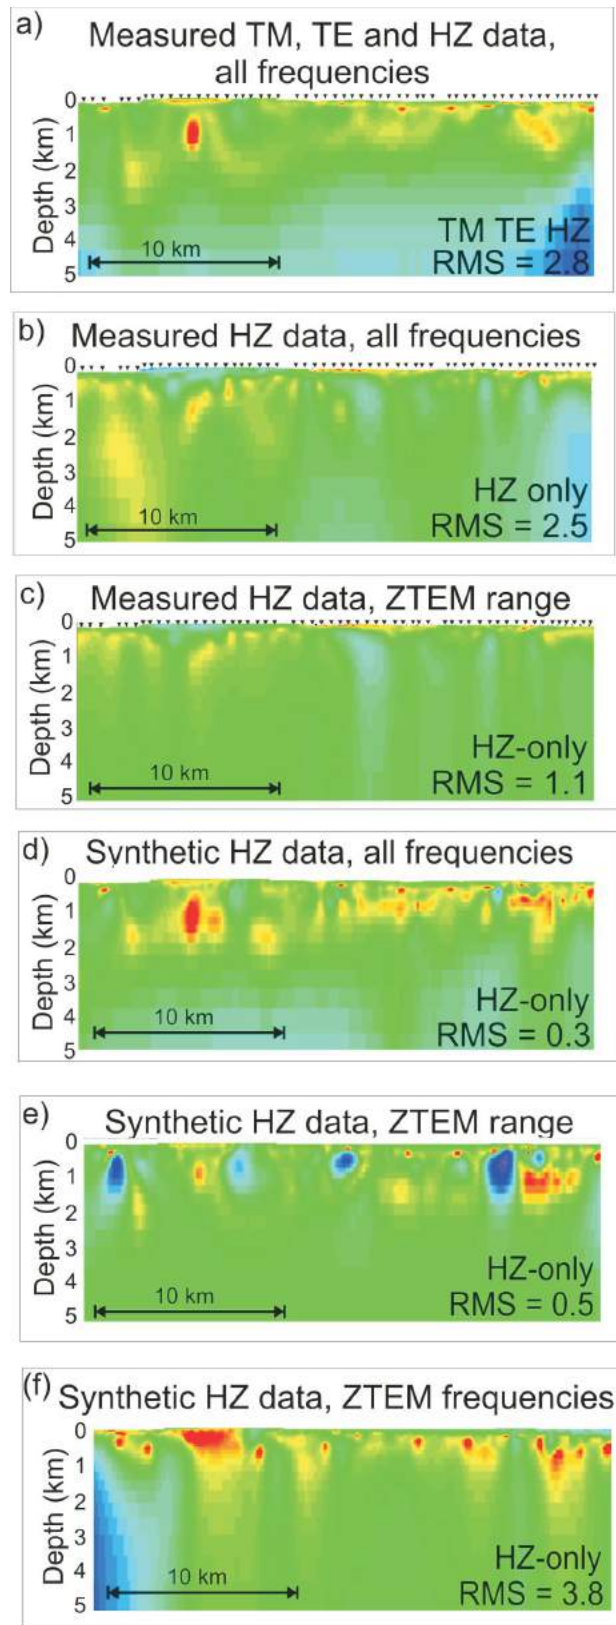 a) Measured TM, TE and HZ data,
all frequencies
0
1
2
3
4
5
Depth (km)
10 km
TM TE HZ
RMS = 2.8
b) Measured HZ data, all frequencies
0
1
2
3
4
5
Depth (km)
10 km
HZ only
RMS = 2.5
c) Measured HZ data, ZTEM range
0
1
2
3
4
5
Depth (km)
10 km
HZ-only
RMS = 1.1
d) Synthetic HZ data, all frequencies
0
1
2
3
4
5
Depth (km)
10 km
HZ-only
RMS = 0.3
e) Synthetic HZ data, ZTEM range
0
1
2
3
4
5
Depth (km)
10 km
HZ-only
RMS = 0.5
(f) Synthetic HZ data, ZTEM frequencies
0
1
2
3
4
5
Depth (km)
10 km
HZ-only
RMS = 3.8